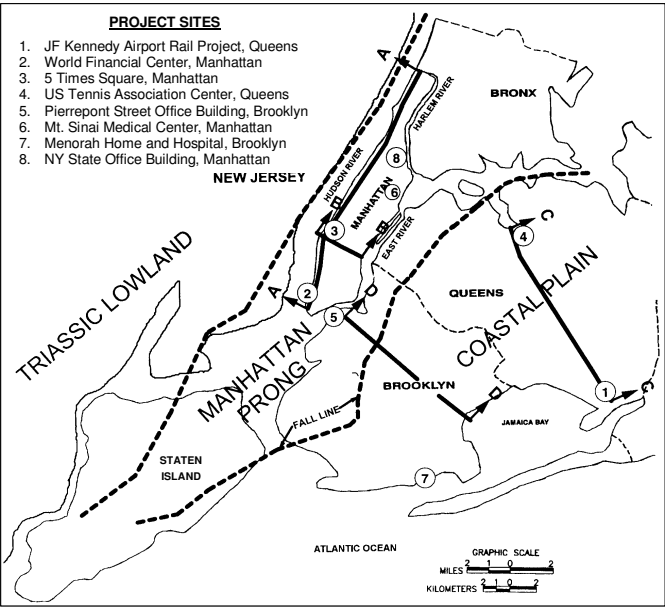 PROJECT SITES
1. JF Kennedy Airport Rail Project, Queens
2. World Financial Center, Manhattan
3. 5 Times Square, Manhattan
4. US Tennis Association Center, Queens
5. Pierrepont Street Office Building, Brooklyn
6. Mt. Sinai Medical Center, Manhattan
7. Menorah Home and Hospital, Brooklyn
8. NY State Office Building, Manhattan
A
HARLEM RIVER
BRONX
NEW JERSEY
HUDSON RIVER
8
6
MANHATTAN
B
3
B
EAST RIVER
C
4
TRIASSIC LOWLAND
A
2
D
5
QUEENS
COASTAL PLAIN
MANHATTAN
PRONG
BROOKLYN
D
1
C
FALL LINE
JAMAICA BAY
STATEN
ISLAND
7
ATLANTIC OCEAN
GRAPHIC SCALE
2 1 0 2
MILES
2 1 0 2
KILOMETERS